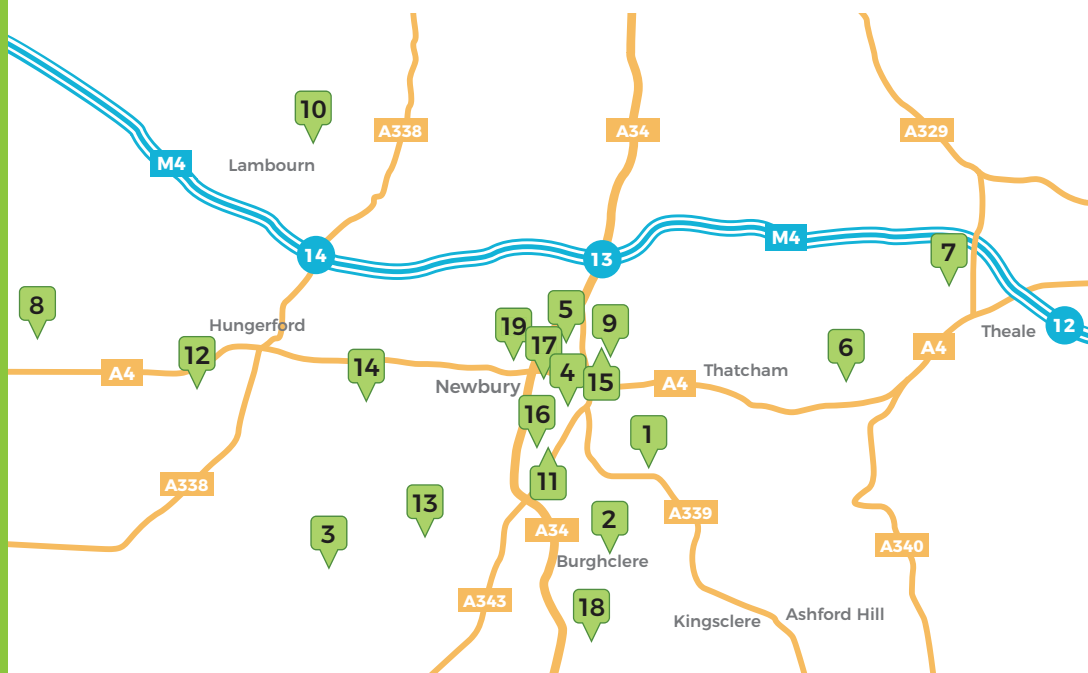 10
A338
A34
A329
M4
Lambourn
M4
14
13
7
8
5
19
9
Hungerford
12
Theale
17
6
A4
12
14
4
Thatcham
A4
15
A4
Newbury
16
1
11
A338
13
A339
2
3
A34
A340
Burghclere
A343
18
Ashford Hill
Kingsclere